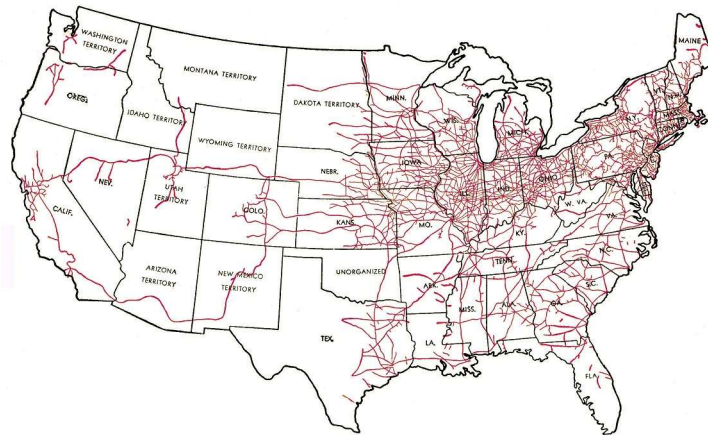 WASHINGTON
TERRITORY
MONTANA TERRITORY
DAKOTA TERRITORY
MINN.
MAINE
IDAHO TERRITORY
WYOMING TERRITORY
WIS.
MICH.
N.Y.
VT.
NEV.
UTAH
TERRITORY
COLO.
NEBR.
IOWA
ILL.
IND.
OHIO
PA.
CALIF.
KANS.
MO.
KY.
W. VA.
VA.
ARIZONA
TERRITORY
NEW MEXICO
TERRITORY
UNORGANIZED
ARK.
TENN.
N.C.
S.C.
TEX.
LA.
MISS.
ALA.
GA.
FLA.